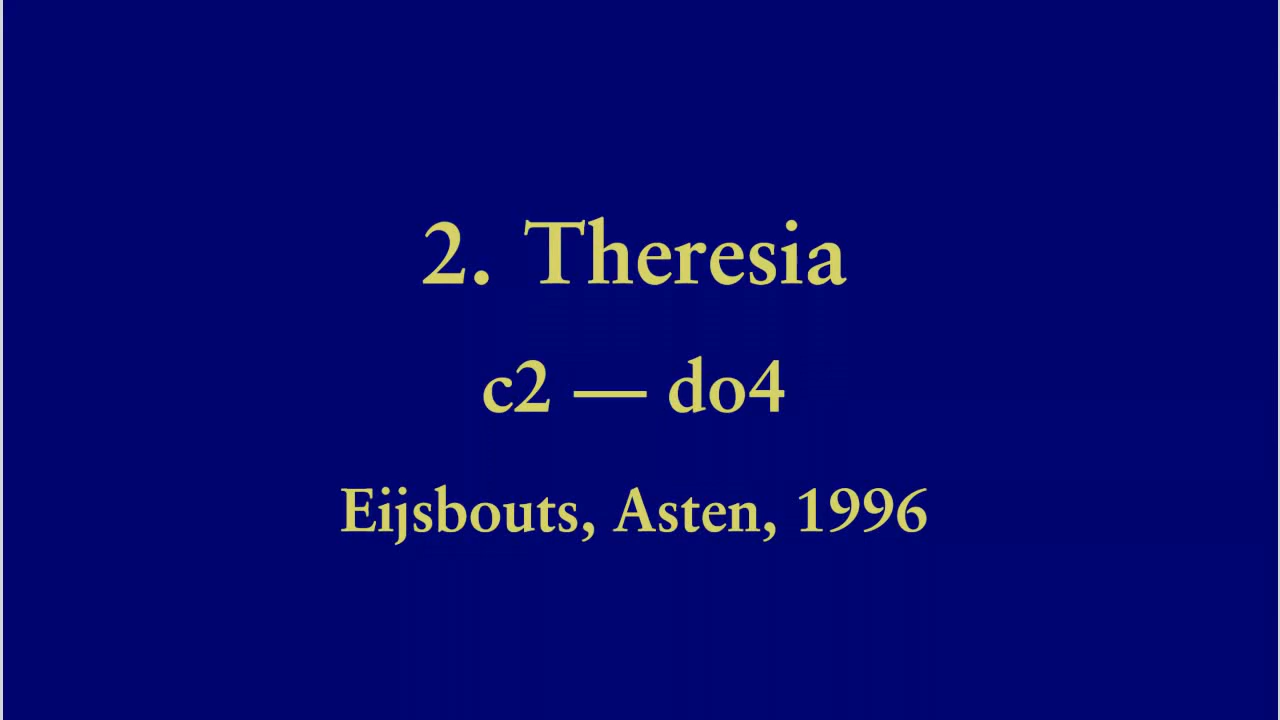 2. Theresia
c2 — do4
Eijsbouts, Asten, 1996